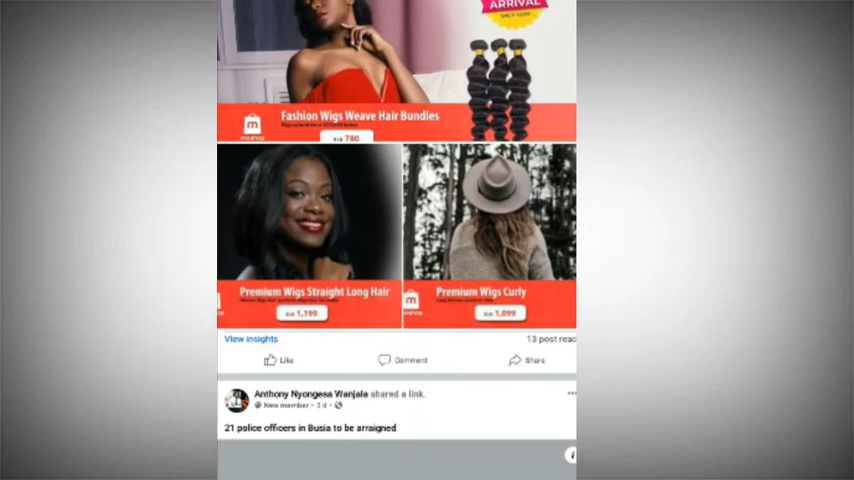 ARRIVAL
SHOP NOW
Fashion Wigs Weave Hair Bundles
780
Premium Wigs Straight Long Hair
Premium Wigs Curly
1,199
1,099
View insights
13 post reac
Like
Comment
Share
Anthony Nyongesa Wanjala shared a link.
New member • 3 d •
21 police officers in Busia to be arraigned